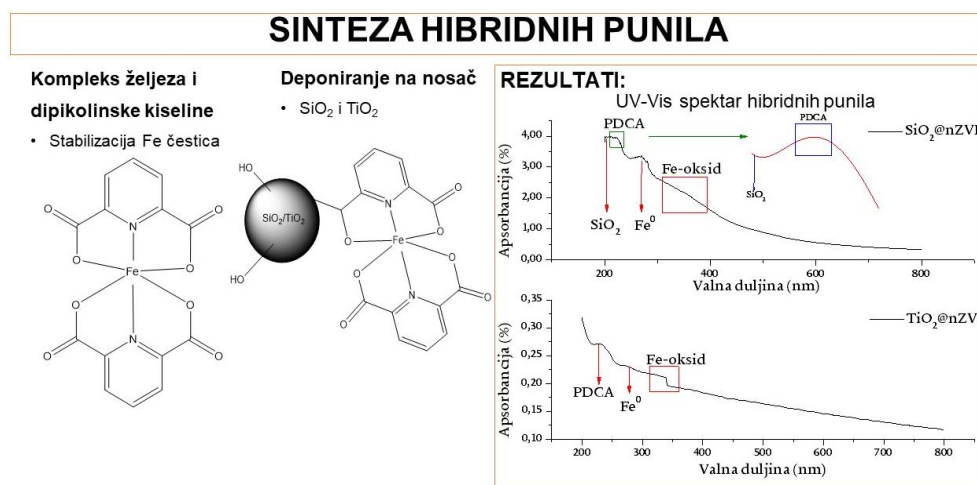 SINTEZA HIBRIDNIH PUNILA
Kompleks željeza i
dipikolinske kiseline
• Stabilizacija Fe čestica
O
O
N
O
O
Fe
O
O
N
O
O
Deponiranje na nosač
• SiO₂ i TiO₂
HO
SiO₂/TiO₂
HO
N
O
O
O
Fe
O
O
N
O
O
REZULTATI:
UV-Vis spektar hibridnih punila
PDCA
PDCA
SiO₂@nZVI
SiO₂
Fe-oksid
SiO₂
Fe⁰
Apsorbancija (%)
4,00
3,00
2,00
1,00
0,00
200
400
600
800
Valna duljina (nm)
TiO₂@nZVI
Fe-oksid
PDCA
Fe⁰
Apsorbancija (%)
0,35
0,30
0,25
0,20
0,15
0,10
200
300
400
500
600
700
800
Valna duljina (nm)